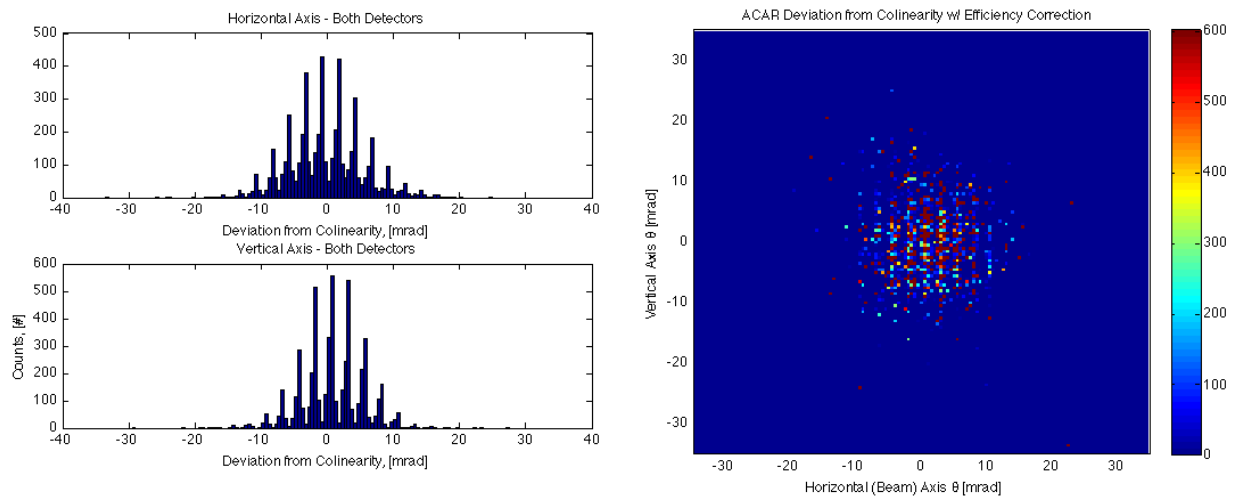 Horizontal Axis - Both Detectors
500
400
300
200
100
0
-40 -30 -20 -10 0 10 20 30 40
Deviation from Colinearity, [mrad]
Vertical Axis - Both Detectors
600
500
400
300
200
100
0
Counts, [#]
-40 -30 -20 -10 0 10 20 30 40
Deviation from Colinearity, [mrad]
ACAR Deviation from Colinearity w/ Efficiency Correction
30
20
10
0
-10
-20
-30
Vertical Axis θ [mrad]
-30 -20 -10 0 10 20 30
Horizontal (Beam) Axis θ [mrad]
600
500
400
300
200
100
0